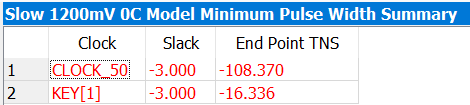 Slow 1200mV 0C Model Minimum Pulse Width Summary
Clock Slack End Point TNS
1 CLOCK_50 -3.000 -108.370
2 KEY[1] -3.000 -16.336